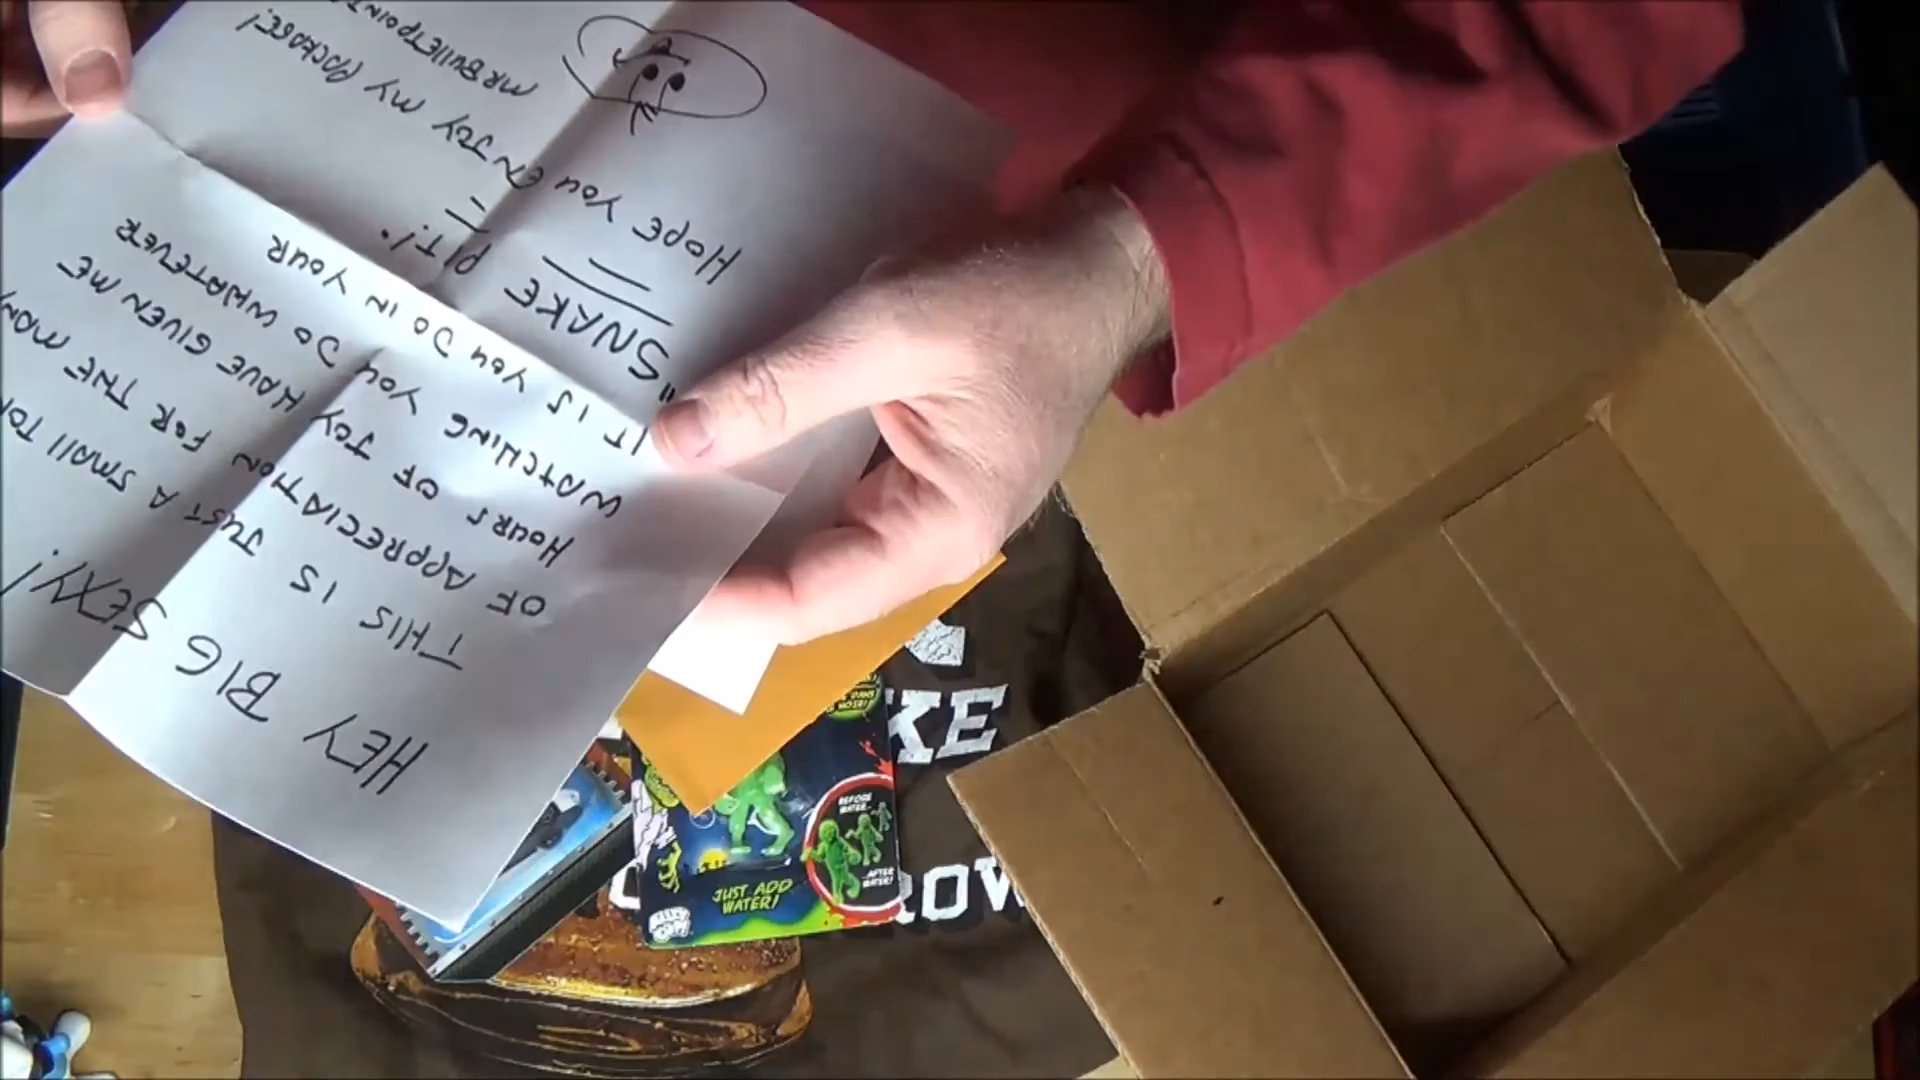 HEY BIG SEXY!
THIS IS JUST A SMALL
OF APPRECIATION FOR THE MANY
HOURS OF JOY YOU HAVE GIVEN ME
WATCHING YOU DO WHATEVER
IT IS YOU DO IN YOUR
"SNAKE PIT!"
HOPE YOU ENJOY MY PACKAGE!
MRBULLETPOINT
KE
ROW
BEFORE
WATER...
...AFTER
WATER!
JUST ADD
WATER!